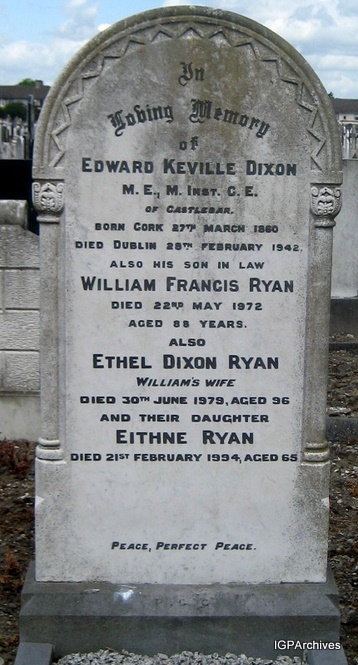 In
Loving Memory
of
EDWARD KEVILLE DIXON
M. E., M. INST. C. E.
OF CASTLEBAR.
BORN CORK 27TH MARCH 1860
DIED DUBLIN 28TH FEBRUARY 1942.
ALSO HIS SON IN LAW
WILLIAM FRANCIS RYAN
DIED 22ND MAY 1972
AGED 88 YEARS.
ALSO
ETHEL DIXON RYAN
WILLIAM'S WIFE
DIED 30TH JUNE 1979, AGED 96
AND THEIR DAUGHTER
EITHNE RYAN
DIED 21ST FEBRUARY 1994, AGED 65
PEACE, PERFECT PEACE.
IGPArchives